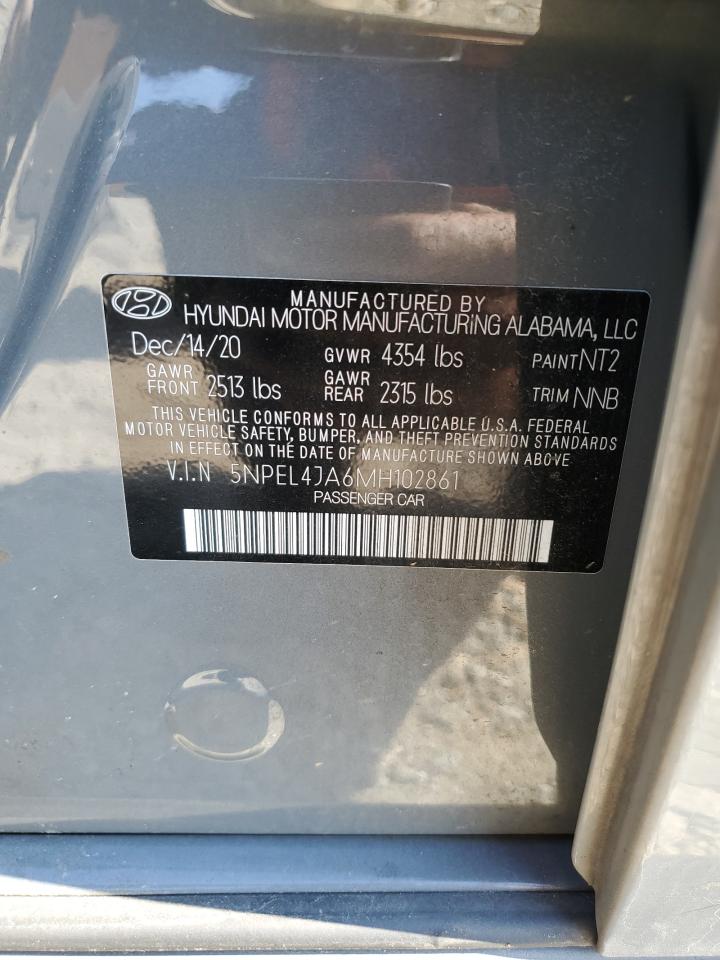 MANUFACTURED BY
HYUNDAI MOTOR MANUFACTURING ALABAMA, LLC
Dec/14/20 GVWR 4354 lbs PAINT NT2
GAWR FRONT 2513 lbs GAWR REAR 2315 lbs TRIM NNB
THIS VEHICLE CONFORMS TO ALL APPLICABLE U.S.A. FEDERAL
MOTOR VEHICLE SAFETY, BUMPER, AND THEFT PREVENTION STANDARDS
IN EFFECT ON THE DATE OF MANUFACTURE SHOWN ABOVE.
V.I.N 5NPEL4JA6MH102861
PASSENGER CAR